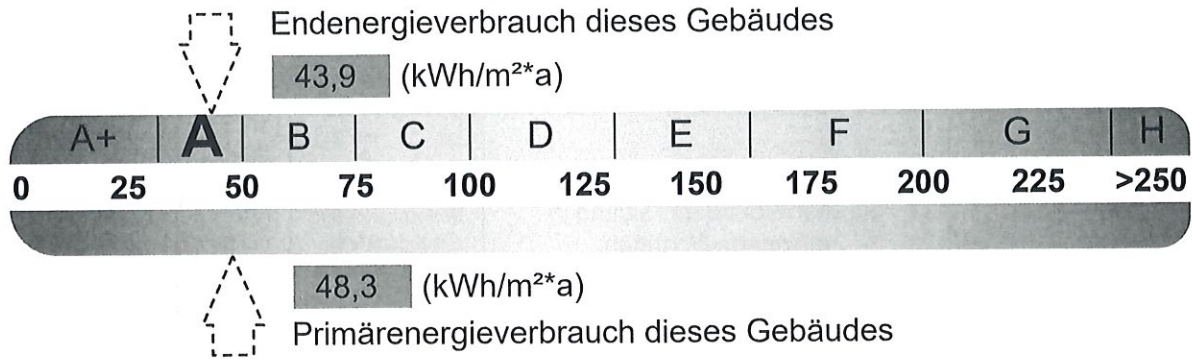 Endenergieverbrauch dieses Gebäudes
43,9 (kWh/m²*a)
A+ A B C D E F G H
0 25 50 75 100 125 150 175 200 225 >250
48,3 (kWh/m²*a)
Primärenergieverbrauch dieses Gebäudes